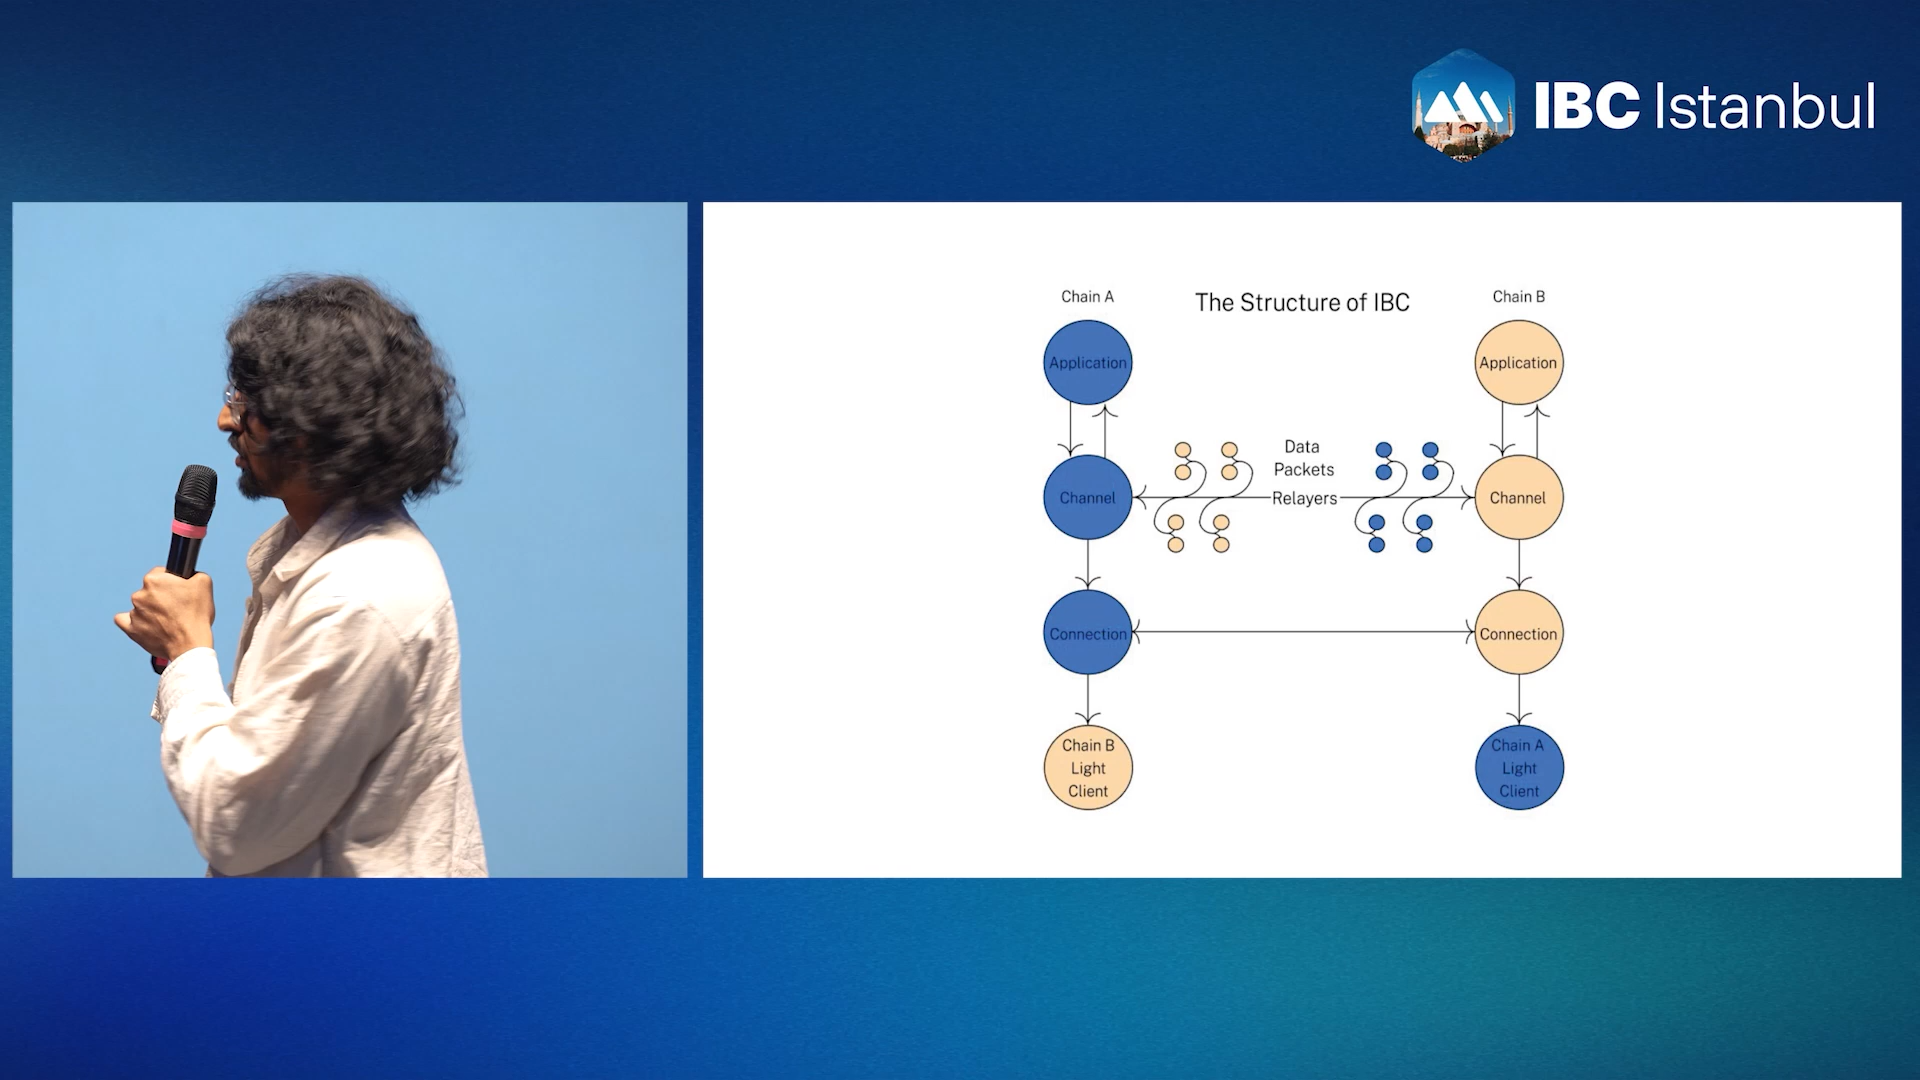 IBC Istanbul
The Structure of IBC
Chain A
Application
Channel
Connection
Chain B
Light
Client
Data
Packets
Relayers
Chain B
Application
Channel
Connection
Chain A
Light
Client